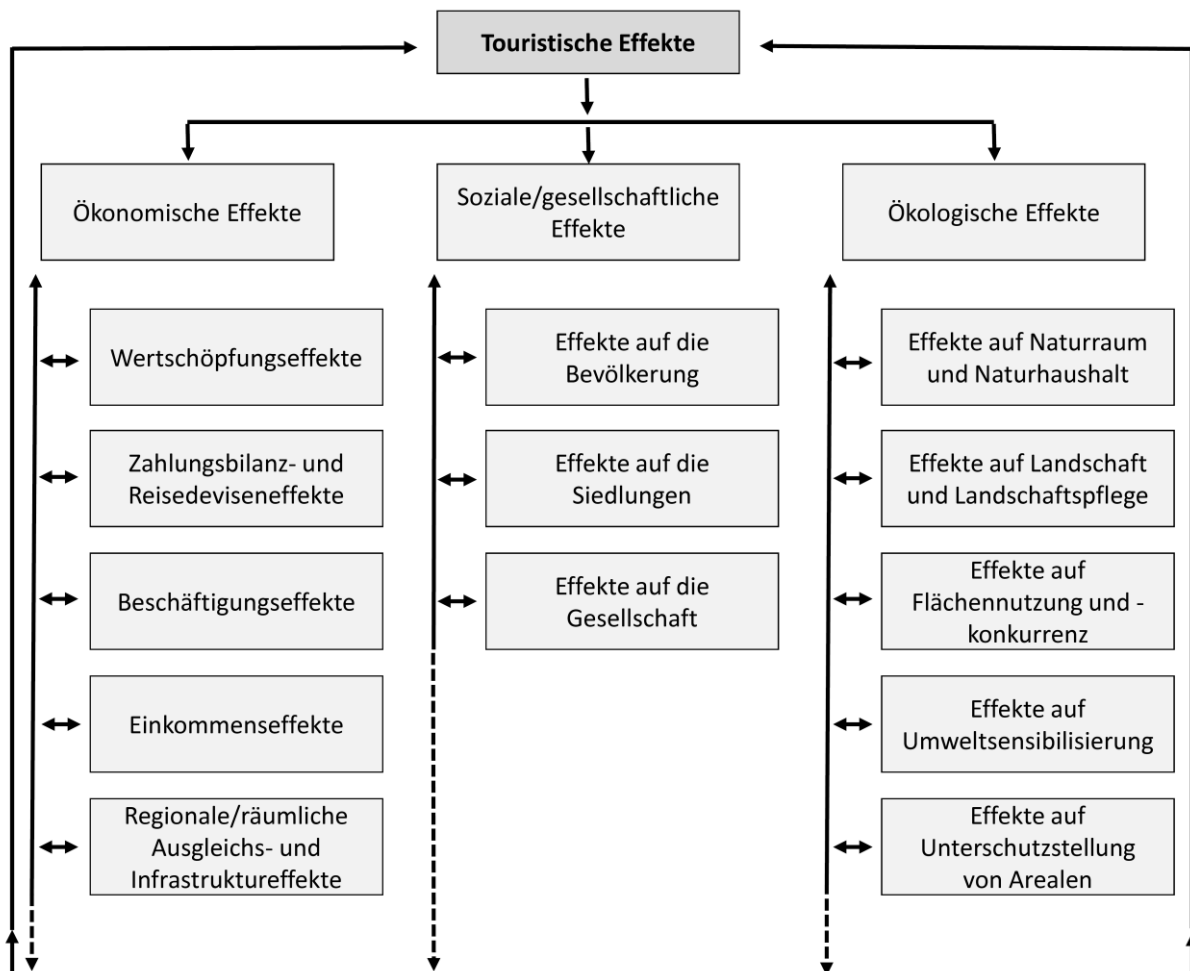 Touristische Effekte
Ökonomische Effekte
Soziale/gesellschaftliche
Effekte
Ökologische Effekte
Wertschöpfungseffekte
Zahlungsbilanz- und
Reisedeviseneffekte
Beschäftigungseffekte
Einkommenseffekte
Regionale/räumliche
Ausgleichs- und
Infrastruktureffekte
Effekte auf die
Bevölkerung
Effekte auf die
Siedlungen
Effekte auf die
Gesellschaft
Effekte auf Naturraum
und Naturhaushalt
Effekte auf Landschaft
und Landschaftspflege
Effekte auf
Flächennutzung und -
konkurrenz
Effekte auf
Umweltsensibilisierung
Effekte auf
Unterschutzstellung
von Arealen